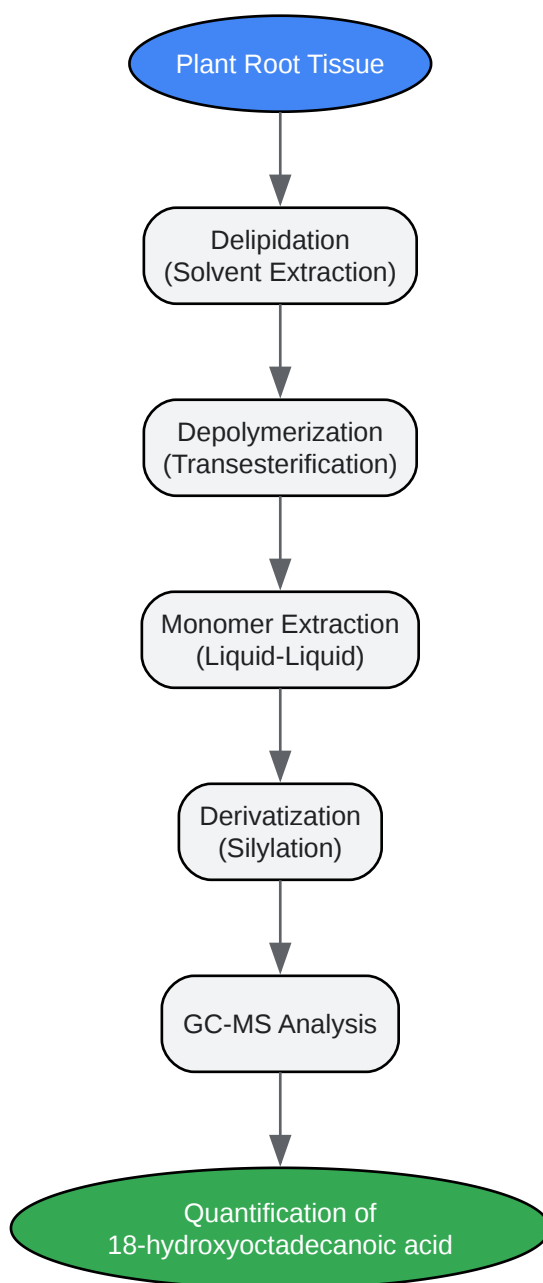 Plant Root Tissue
Delipidation
(Solvent Extraction)
Depolymerization
(Transesterification)
Monomer Extraction
(Liquid-Liquid)
Derivatization
(Silylation)
GC-MS Analysis
Quantification of
18-hydroxyoctadecanoic acid